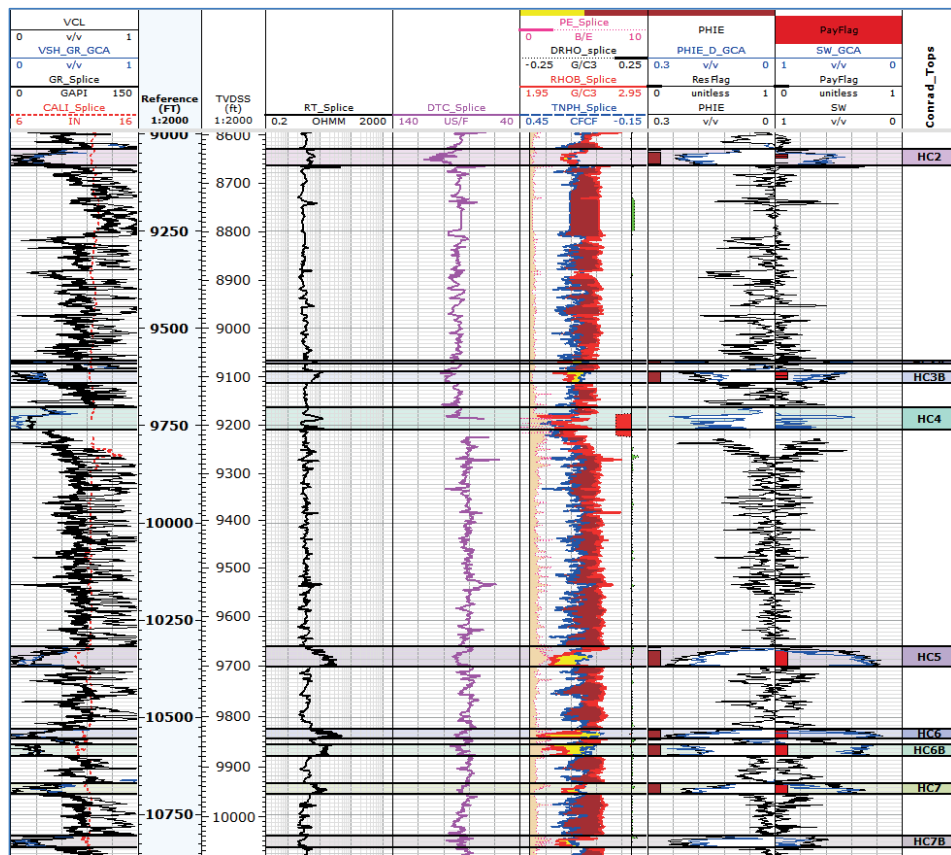 VCL
0 v/v 1
VSH_GR_GCA
0 v/v 1
GR_Splice
0 GAPI 150
CALI_Splice
6 IN 16
Reference
(FT)
1:2000
TVDSS
(ft)
1:2000
RT_Splice
0.2 OHMM 2000
DTC_Splice
140 US/F 40
PE_Splice
0 B/E 10
DRHO_splice
-0.25 G/C3 0.25
RHOB_Splice
1.95 G/C3 2.95
TNPH_Splice
0.45 CFCF -0.15
PHIE
PHIE_D_GCA
0.3 v/v 0
ResFlag
0 unitless 1
PHIE
0.3 v/v 0
PayFlag
SW_GCA
1 v/v 0
PayFlag
0 unitless 1
SW
1 v/v 0
Conrad_Tops
9000
9250
9500
9750
10000
10250
10500
10750
8600
8700
8800
8900
9000
9100
9200
9300
9400
9500
9600
9700
9800
9900
10000
HC2
HC3B
HC4
HC5
HC6
HC6B
HC7
HC7B